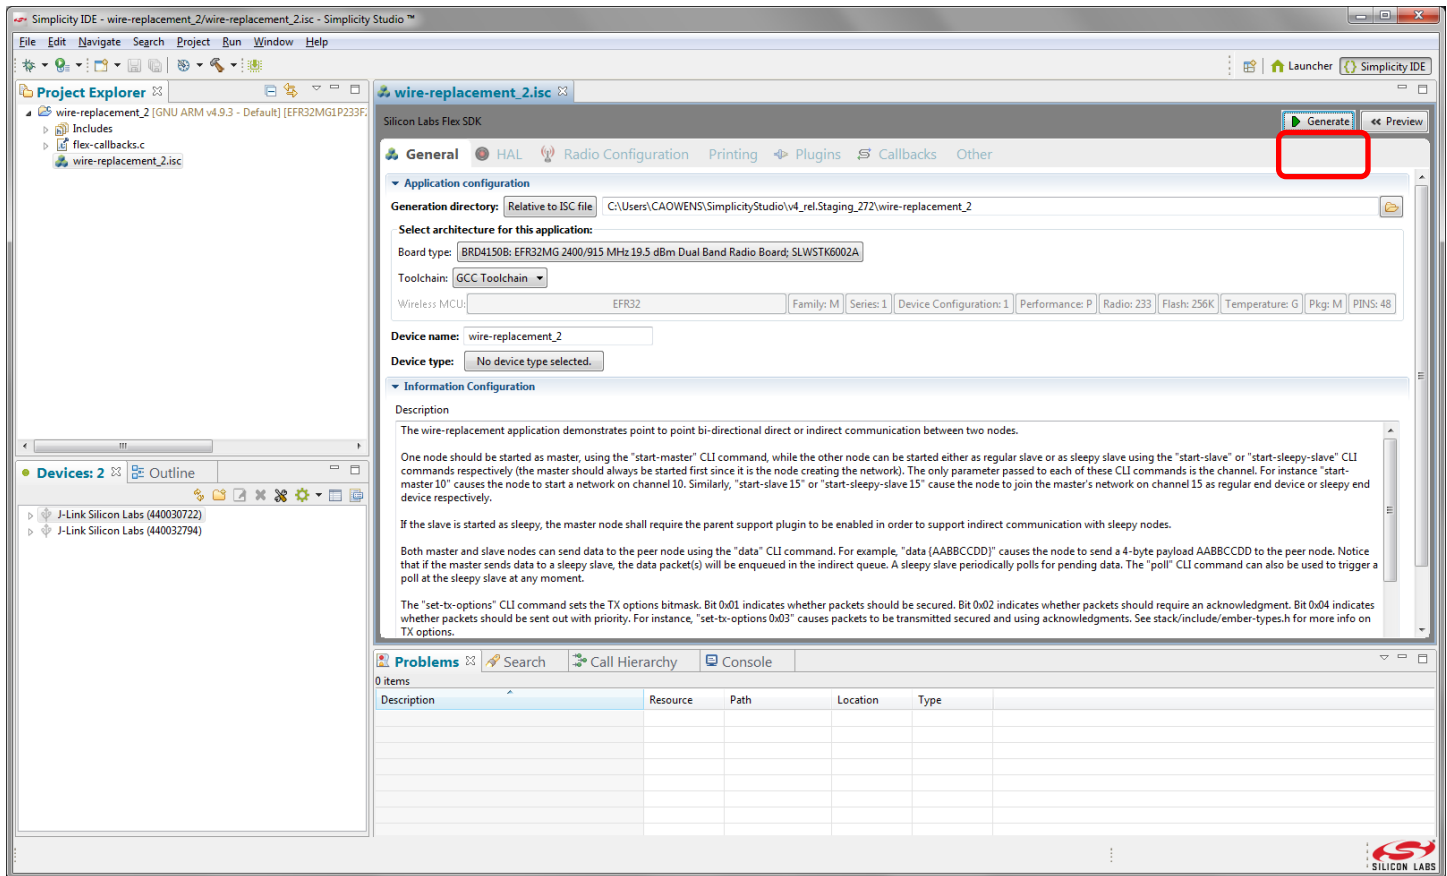 Simplicity IDE - wire-replacement_2/wire-replacement_2.isc - Simplicity Studio ™
File Edit Navigate Search Project Run Window Help
Launcher {} Simplicity IDE
Project Explorer
wire-replacement_2 [GNU ARM v4.9.3 - Default] [EFR32MG1P233F
Includes
flex-callbacks.c
wire-replacement_2.isc
Devices: 2 Outline
J-Link Silicon Labs (440030722)
J-Link Silicon Labs (440032794)
wire-replacement_2.isc
Silicon Labs Flex SDK
Generate Preview
General HAL Radio Configuration Printing Plugins Callbacks Other
Application configuration
Generation directory: Relative to ISC file C:\Users\CAOWENS\SimplicityStudio\v4_rel.Staging_272\wire-replacement_2
Select architecture for this application:
Board type: BRD4150B: EFR32MG 2400/915 MHz 19.5 dBm Dual Band Radio Board; SLWSTK6002A
Toolchain: GCC Toolchain
Wireless MCU: EFR32 Family: M Series: 1 Device Configuration: 1 Performance: P Radio: 233 Flash: 256K Temperature: G Pkg: M PINS: 48
Device name: wire-replacement_2
Device type: No device type selected.
Information Configuration
Description
The wire-replacement application demonstrates point to point bi-directional direct or indirect communication between two nodes.
One node should be started as master, using the "start-master" CLI command, while the other node can be started either as regular slave or as sleepy slave using the "start-slave" or "start-sleepy-slave" CLI
commands respectively (the master should always be started first since it is the node creating the network). The only parameter passed to each of these CLI commands is the channel. For instance "start-
master 10" causes the node to start a network on channel 10. Similarly, "start-slave 15" or "start-sleepy-slave 15" cause the node to join the master's network on channel 15 as regular end device or sleepy end
device respectively.
If the slave is started as sleepy, the master node shall require the parent support plugin to be enabled in order to support indirect communication with sleepy nodes.
Both master and slave nodes can send data to the peer node using the "data" CLI command. For example, "data {AABBCCDD}" causes the node to send a 4-byte payload AABBCCDD to the peer node. Notice
that if the master sends data to a sleepy slave, the data packet(s) will be enqueued in the indirect queue. A sleepy slave periodically polls for pending data. The "poll" CLI command can also be used to trigger a
poll at the sleepy slave at any moment.
The "set-tx-options" CLI command sets the TX options bitmask. Bit 0x01 indicates whether packets should be secured. Bit 0x02 indicates whether packets should require an acknowledgment. Bit 0x04 indicates
whether packets should be sent out with priority. For instance, "set-tx-options 0x03" causes packets to be transmitted secured and using acknowledgments. See stack/include/ember-types.h for more info on
TX options.
Problems Search Call Hierarchy Console
0 items
Description Resource Path Location Type
SILICON LABS